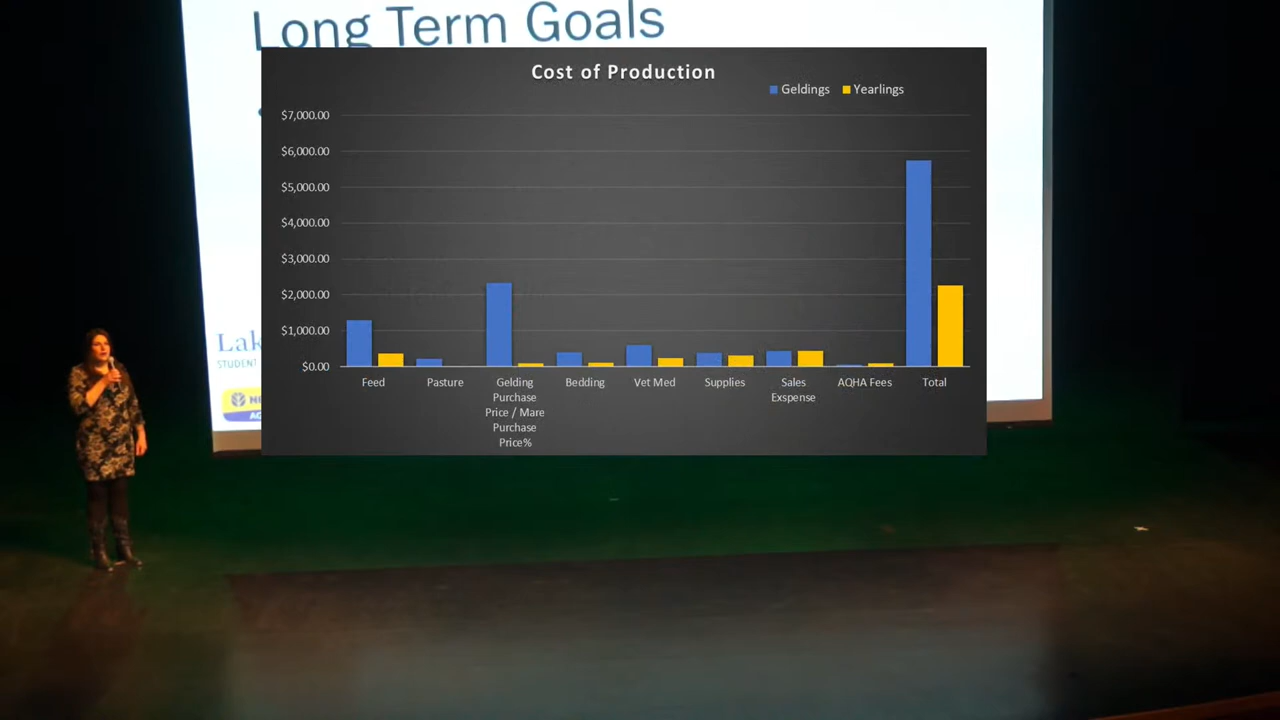 Long Term Goals
Cost of Production
Geldings
Yearlings
$7,000.00
$6,000.00
$5,000.00
$4,000.00
$3,000.00
$2,000.00
$1,000.00
$0.00
Feed
Pasture
Gelding
Purchase
Price / Mare
Purchase
Price%
Bedding
Vet Med
Supplies
Sales
Exspense
AQHA Fees
Total
STUDENT